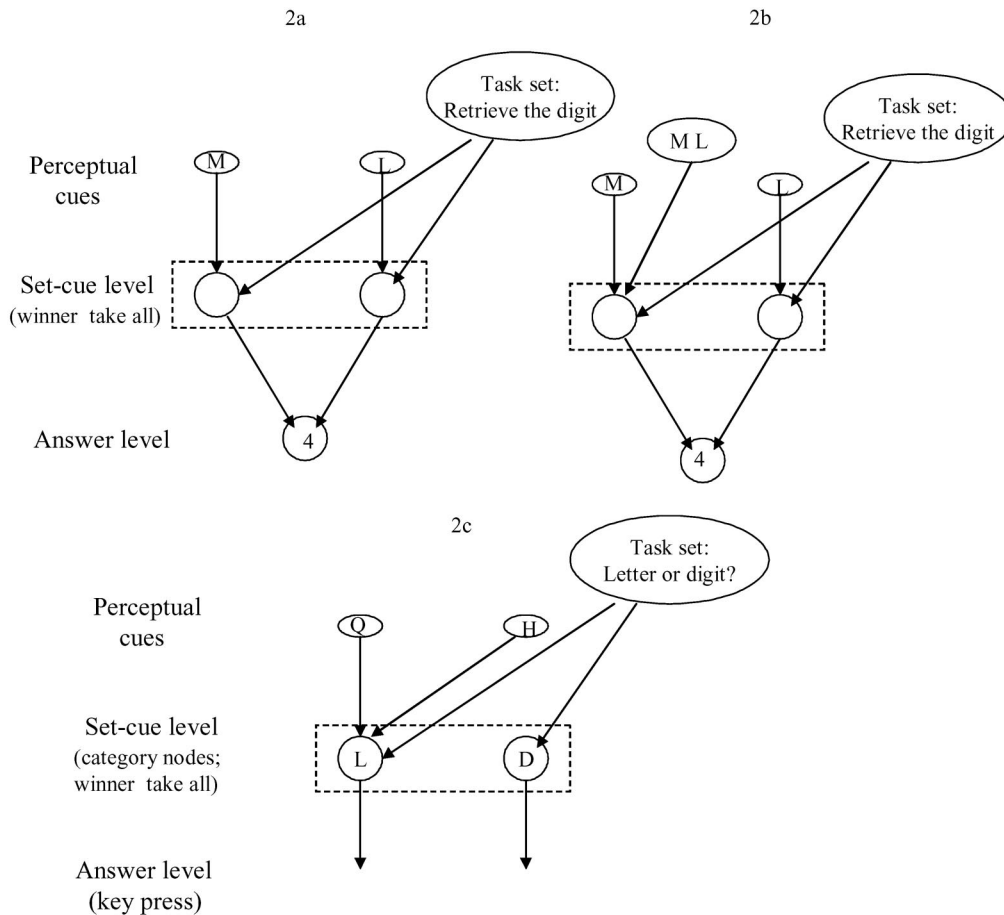 2a
Task set:
Retrieve the digit
M
L
Perceptual
cues
Set-cue level
(winner take all)
Answer level
4
2b
Task set:
Retrieve the digit
M L
M
L
4
2c
Task set:
Letter or digit?
Perceptual
cues
Q
H
Set-cue level
(category nodes;
winner take all)
L
D
Answer level
(key press)